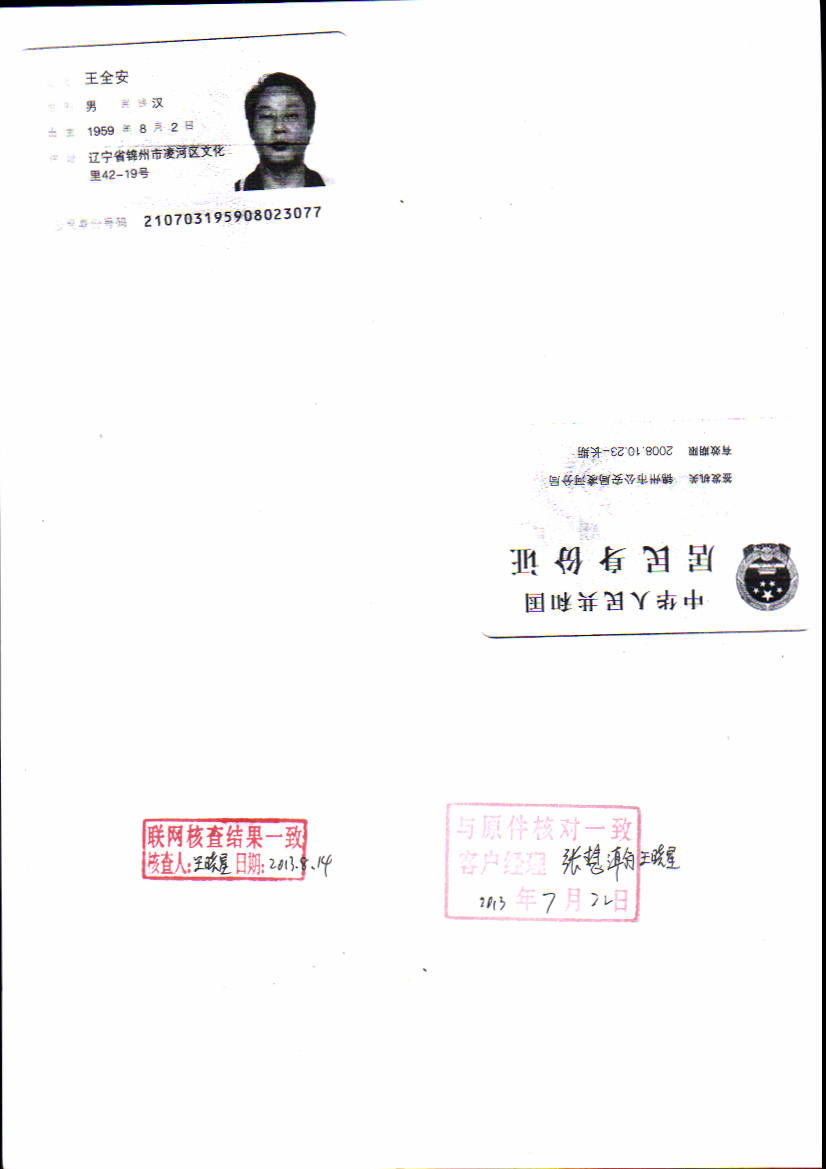 姓名 王全安
性别 男 民族 汉
出生 1959 年 8 月 2 日
住址 辽宁省锦州市凌河区文化
里42-19号
公民身份号码 210703195908023077
有效期限 2008.10.23-长期
签发机关 锦州市公安局凌河分局
居民身份证
中华人民共和国
联网核查结果一致
核查人:王晓星 日期:2013.8.14
与原件核对一致
客户经理 张 王晓星
2013 年 7 月 22 日